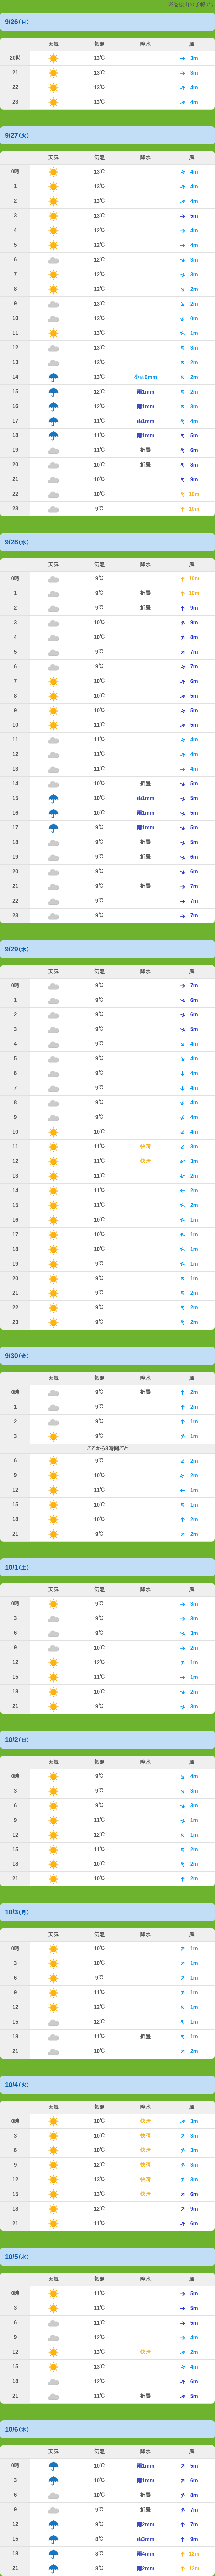 9/26(月)
天気 気温 降水 風
20時 13℃ 3m
21 13℃ 3m
22 13℃ 4m
23 13℃ 4m
9/27(火)
天気 気温 降水 風
0時 13℃ 4m
1 13℃ 4m
2 13℃ 4m
3 13℃ 5m
4 12℃ 4m
5 12℃ 4m
6 12℃ 3m
7 12℃ 3m
8 12℃ 2m
9 13℃ 2m
10 13℃ 0m
11 13℃ 1m
12 13℃ 3m
13 13℃ 2m
14 13℃ 小雨0mm 2m
15 12℃ 雨1mm 2m
16 12℃ 雨1mm 3m
17 11℃ 雨1mm 4m
18 11℃ 雨1mm 5m
19 11℃ 折畳 6m
20 10℃ 折畳 8m
21 10℃ 9m
22 10℃ 10m
23 9℃ 10m
9/28(水)
天気 気温 降水 風
0時 9℃ 10m
1 9℃ 折畳 10m
2 9℃ 折畳 9m
3 10℃ 9m
4 10℃ 8m
5 9℃ 7m
6 9℃ 7m
7 10℃ 6m
8 10℃ 5m
9 10℃ 5m
10 11℃ 5m
11 11℃ 4m
12 11℃ 4m
13 11℃ 4m
14 10℃ 折畳 5m
15 10℃ 雨1mm 5m
16 10℃ 雨1mm 5m
17 9℃ 雨1mm 5m
18 9℃ 折畳 5m
19 9℃ 折畳 6m
20 9℃ 6m
21 9℃ 折畳 7m
22 9℃ 7m
23 9℃ 7m
9/29(木)
天気 気温 降水 風
0時 9℃ 7m
1 9℃ 6m
2 9℃ 6m
3 9℃ 5m
4 9℃ 4m
5 9℃ 4m
6 9℃ 4m
7 9℃ 4m
8 9℃ 4m
9 9℃ 4m
10 10℃ 4m
11 11℃ 快晴 3m
12 11℃ 快晴 3m
13 11℃ 2m
14 11℃ 2m
15 11℃ 2m
16 10℃ 1m
17 10℃ 1m
18 10℃ 1m
19 9℃ 1m
20 9℃ 1m
21 9℃ 2m
22 9℃ 2m
23 9℃ 2m
9/30(金)
天気 気温 降水 風
0時 9℃ 折畳 2m
1 9℃ 2m
2 9℃ 1m
3 9℃ 1m
ここから3時間ごと
6 9℃ 2m
9 10℃ 2m
12 11℃ 1m
15 10℃ 1m
18 10℃ 2m
21 9℃ 2m
10/1(土)
天気 気温 降水 風
0時 9℃ 3m
3 9℃ 3m
6 9℃ 3m
9 10℃ 2m
12 12℃ 1m
15 11℃ 1m
18 10℃ 2m
21 9℃ 3m
10/2(日)
天気 気温 降水 風
0時 9℃ 4m
3 9℃ 3m
6 9℃ 3m
9 11℃ 1m
12 12℃ 1m
15 11℃ 2m
18 10℃ 2m
21 10℃ 2m
10/3(月)
天気 気温 降水 風
0時 10℃ 1m
3 10℃ 1m
6 9℃ 1m
9 11℃ 1m
12 12℃ 1m
15 12℃ 1m
18 11℃ 折畳 1m
21 10℃ 2m
10/4(火)
天気 気温 降水 風
0時 10℃ 快晴 3m
3 10℃ 快晴 3m
6 10℃ 快晴 3m
9 12℃ 快晴 3m
12 13℃ 快晴 3m
15 13℃ 快晴 6m
18 12℃ 9m
21 11℃ 6m
10/5(水)
天気 気温 降水 風
0時 11℃ 5m
3 11℃ 5m
6 11℃ 5m
9 12℃ 4m
12 13℃ 快晴 2m
15 13℃ 4m
18 12℃ 6m
21 11℃ 折畳 5m
10/6(木)
天気 気温 降水 風
0時 10℃ 雨1mm 5m
3 10℃ 雨1mm 6m
6 10℃ 折畳 8m
9 9℃ 折畳 7m
12 9℃ 雨2mm 7m
15 8℃ 雨3mm 9m
18 8℃ 雨4mm 12m
21 8℃ 雨2mm 12m